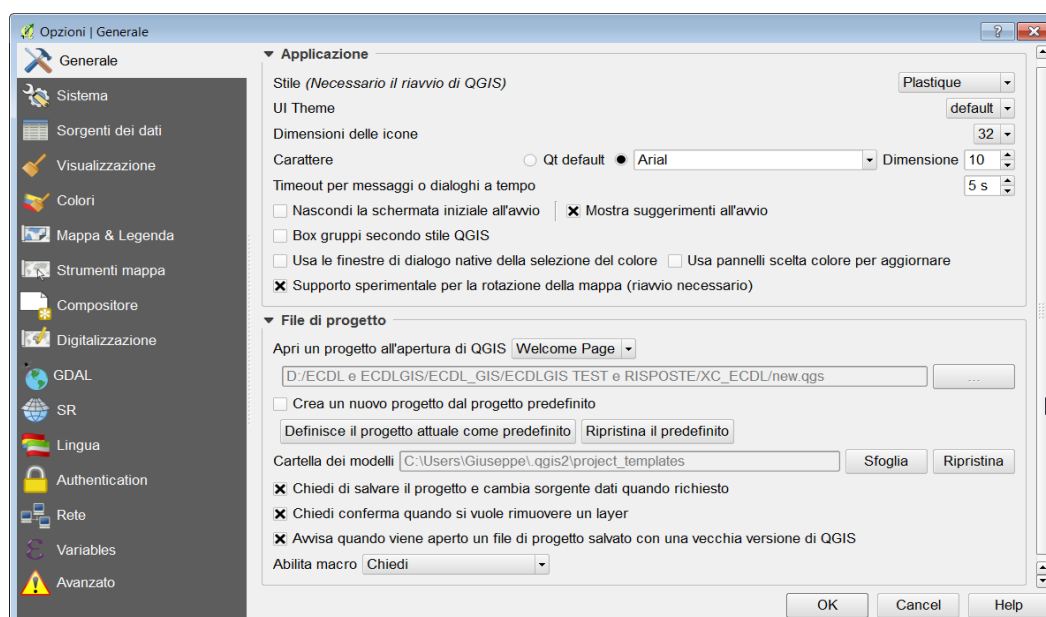 Opzioni | Generale
Generale
Sistema
Sorgenti dei dati
Visualizzazione
Colori
Mappa & Legenda
Strumenti mappa
Compositore
Digitalizzazione
GDAL
SR
Lingua
Authentication
Rete
Variables
Avanzato
Applicazione
Stile (Necessario il riavvio di QGIS) Plastique
UI Theme default
Dimensioni delle icone 32
Carattere Qt default Arial Dimensione 10
Timeout per messaggi o dialoghi a tempo 5 s
Nascondi la schermata iniziale all'avvio Mostra suggerimenti all'avvio
Box gruppi secondo stile QGIS
Usa le finestre di dialogo native della selezione del colore Usa pannelli scelta colore per aggiornare
Supporto sperimentale per la rotazione della mappa (riavvio necessario)
File di progetto
Apri un progetto all'apertura di QGIS Welcome Page
D:/ECDL e ECDLGIS/ECDL_GIS/ECDLGIS TEST e RISPOSTE/XC_ECDL/new.qgs ...
Crea un nuovo progetto dal progetto predefinito
Definisce il progetto attuale come predefinito Ripristina il predefinito
Cartella dei modelli C:\Users\Giuseppe\.qgis2\project_templates Sfoglia Ripristina
Chiedi di salvare il progetto e cambia sorgente dati quando richiesto
Chiedi conferma quando si vuole rimuovere un layer
Avvisa quando viene aperto un file di progetto salvato con una vecchia versione di QGIS
Abilita macro Chiedi
OK Cancel Help